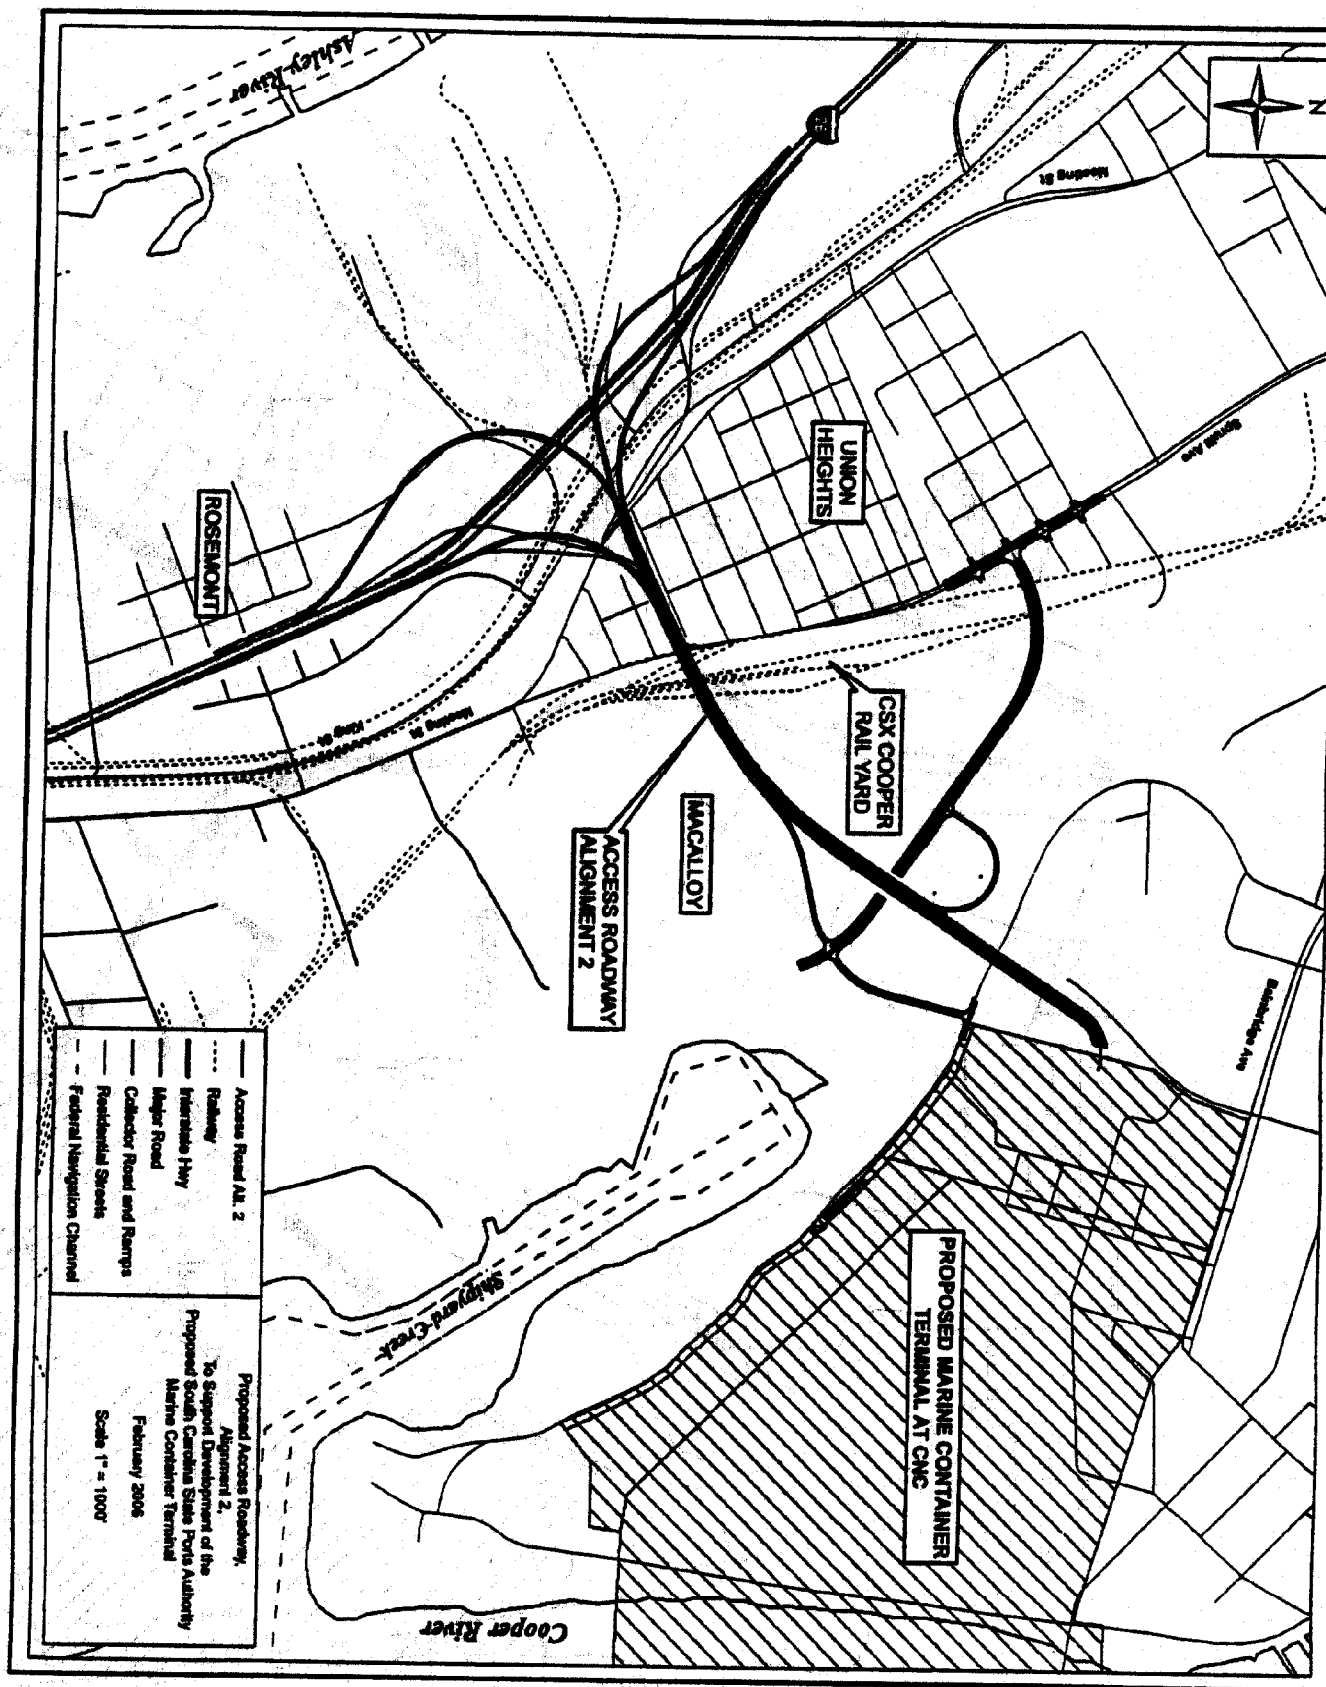 N
Ashley River
Meeting St
Spruill Ave
UNION
HEIGHTS
ROSEMONT
CSX COOPER
RAIL YARD
King St
Meeting St
MACALLOY
ACCESS ROADWAY
ALIGNMENT 2
Bainbridge Ave
PROPOSED MARINE CONTAINER
TERMINAL AT CNC
Shipyard Creek
Cooper River
Access Road Alt. 2
Railway
Interstate Hwy
Major Road
Collector Road and Ramps
Residential Streets
Federal Navigation Channel
Proposed Access Roadway,
Alignment 2,
To Support Development of the
Proposed South Carolina State Ports Authority
Marine Container Terminal
February 2006
Scale 1" = 1000'